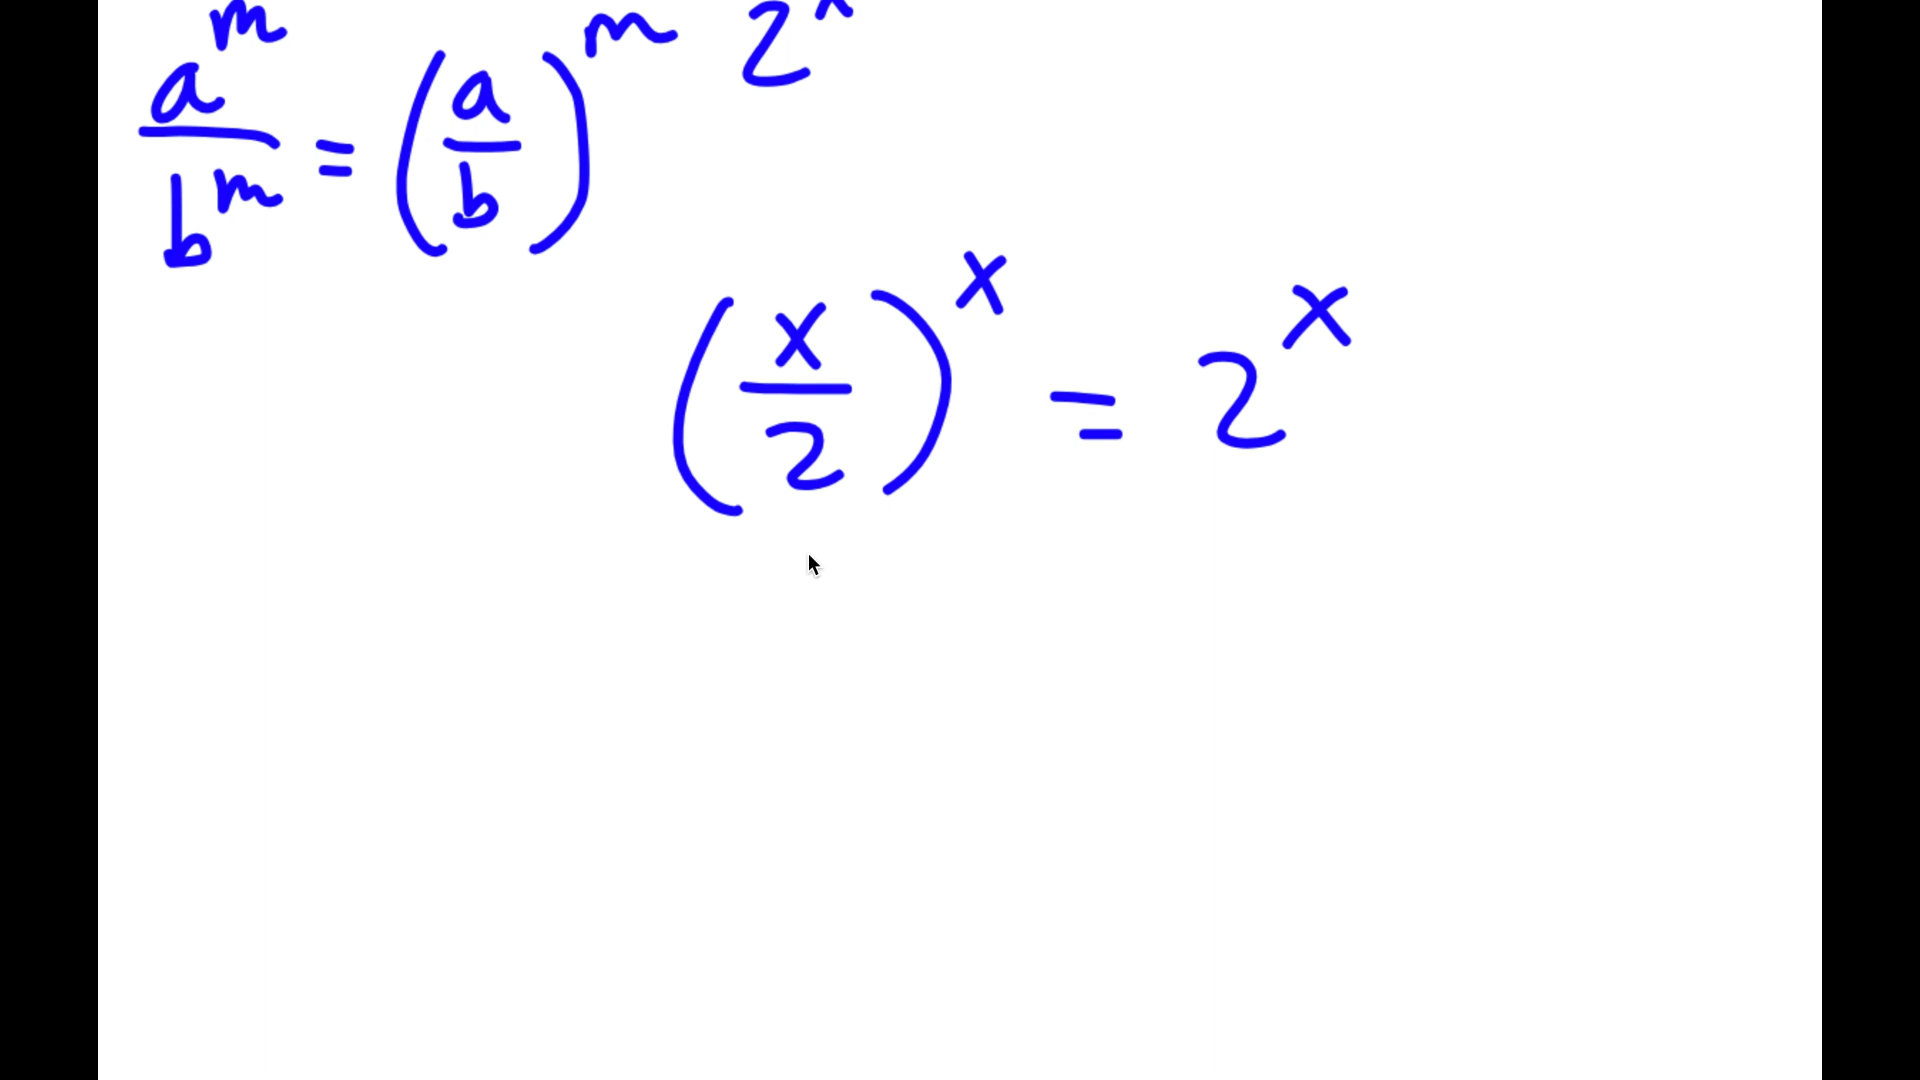 a^m / b^m = (a/b)^m 2^x
(x/2)^x = 2^x